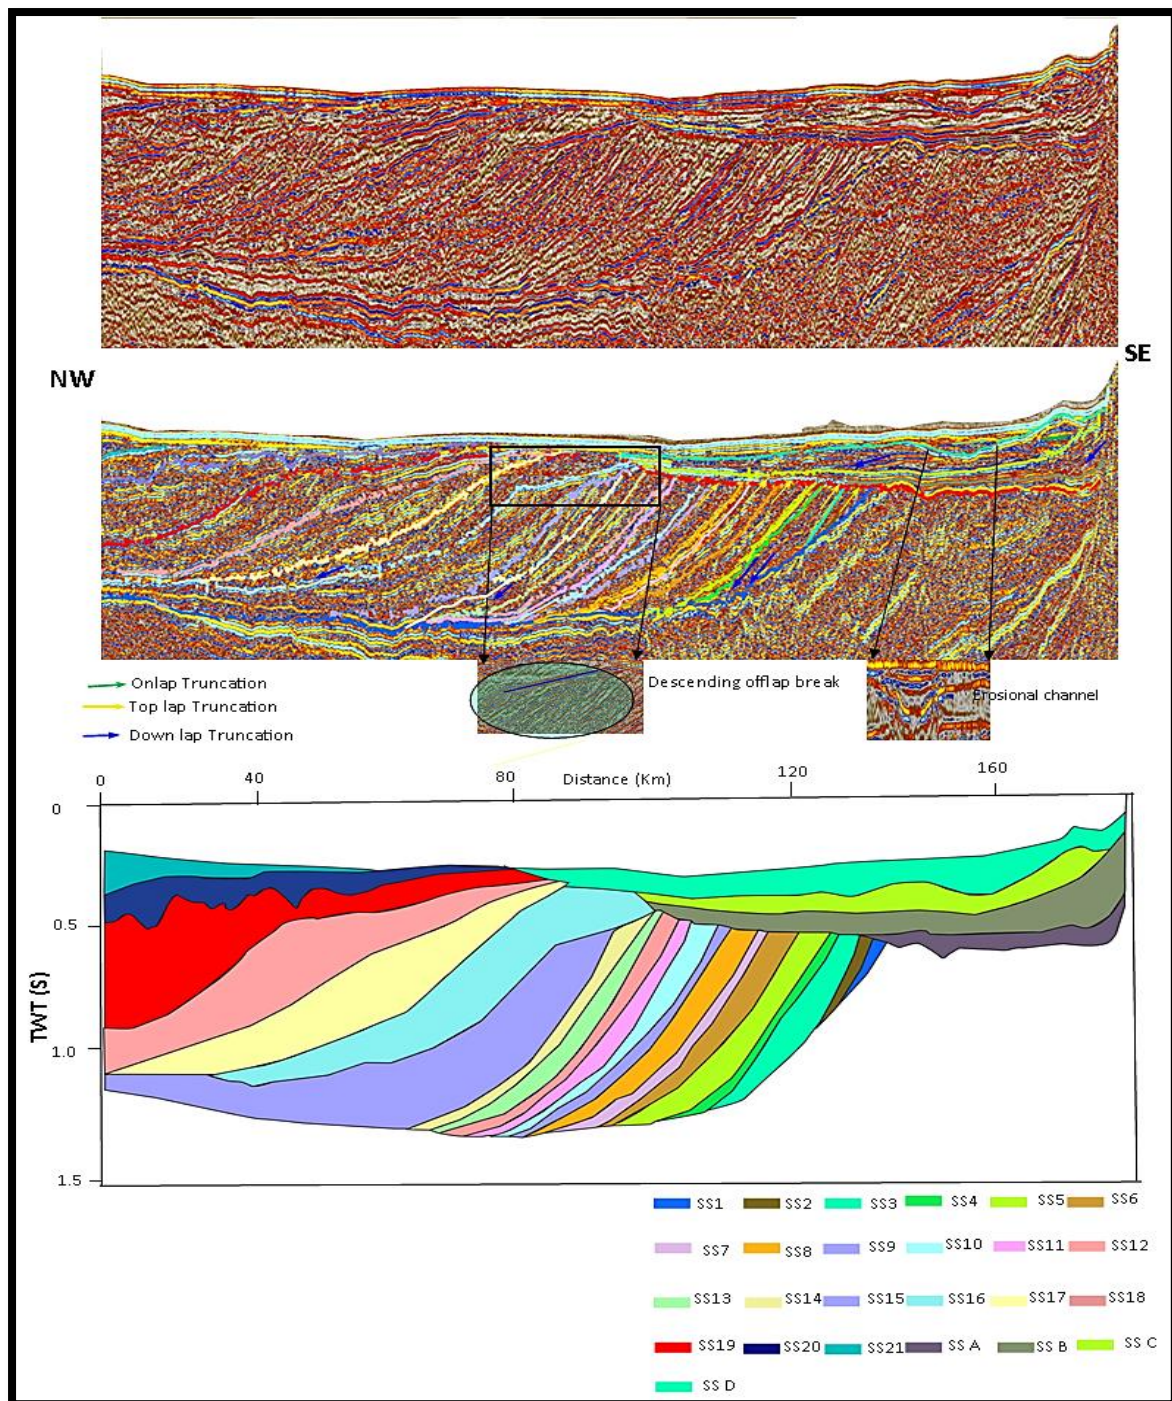 SE
NW
Onlap Truncation
Top lap Truncation
Down lap Truncation
Descending offlap break
Erosional channel
0 40 80 Distance (Km) 120 160
0
0.5
1.0
1.5
TWT (S)
SS1 SS2 SS3 SS4 SS5 SS6
SS7 SS8 SS9 SS10 SS11 SS12
SS13 SS14 SS15 SS16 SS17 SS18
SS19 SS20 SS21 SS A SS B SS C
SS D